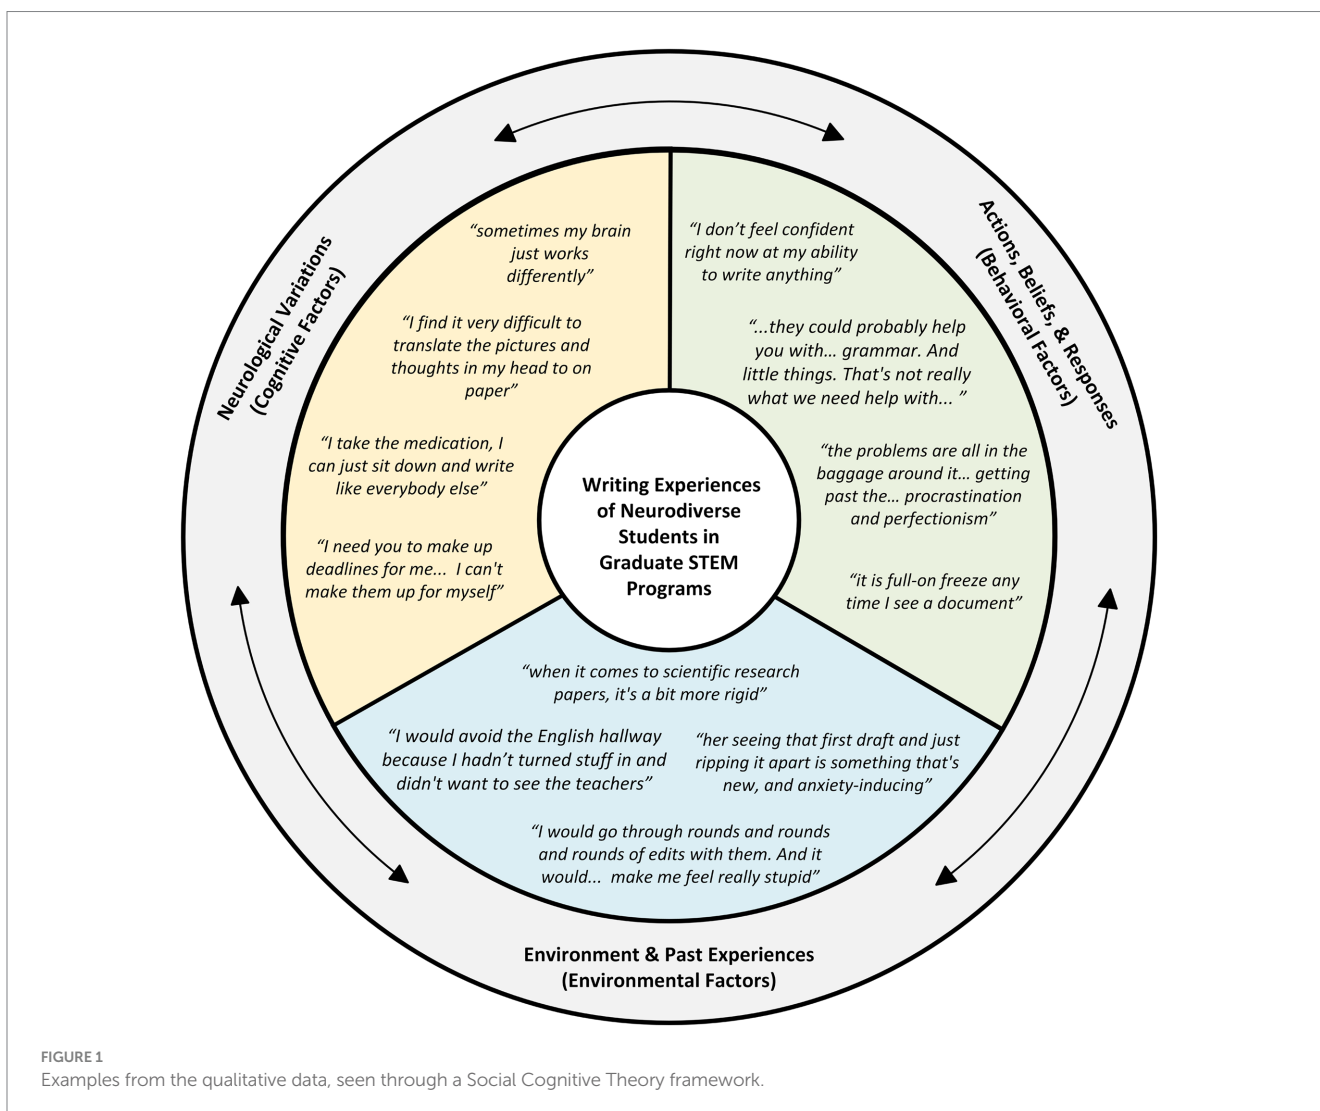 “sometimes my brain
just works
differently”
“I find it very difficult to
translate the pictures and
thoughts in my head to on
paper”
“I take the medication, I
can just sit down and write
like everybody else”
“I need you to make up
deadlines for me...  I can't
make them up for myself”
Neurological Variations
(Cognitive Factors)
“I don’t feel confident
right now at my ability
to write anything”
“...they could probably help
you with... grammar. And
little things. That's not really
what we need help with... ”
“the problems are all in the
baggage around it... getting
past the... procrastination
and perfectionism”
“it is full-on freeze any
time I see a document”
Actions, Beliefs, & Responses
(Behavioral Factors)
Writing Experiences
of Neurodiverse
Students in
Graduate STEM
Programs
“when it comes to scientific research
papers, it's a bit more rigid”
“I would avoid the English hallway
because I hadn’t turned stuff in and
didn't want to see the teachers”
“her seeing that first draft and just
ripping it apart is something that's
new, and anxiety-inducing”
“I would go through rounds and rounds
and rounds of edits with them. And it
would...  make me feel really stupid”
Environment & Past Experiences
(Environmental Factors)
FIGURE 1
Examples from the qualitative data, seen through a Social Cognitive Theory framework.